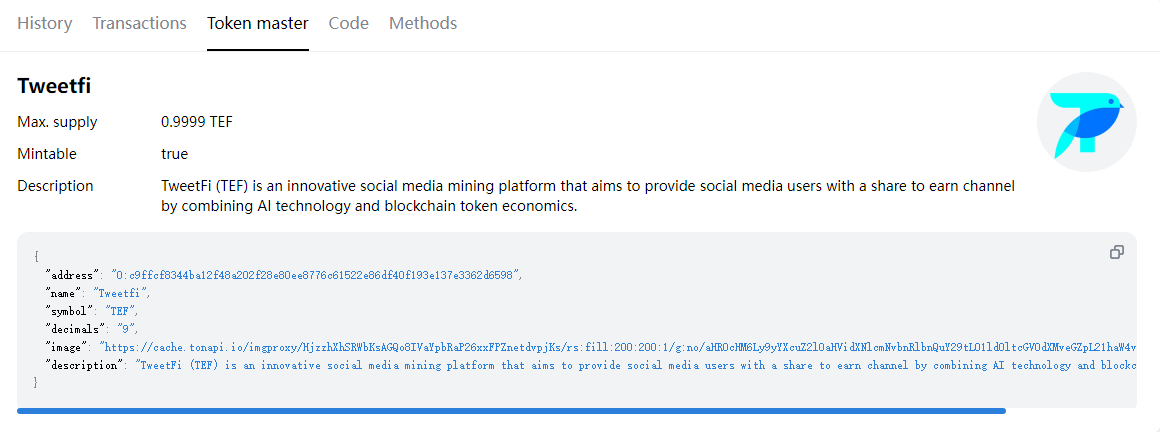 History Transactions Token master Code Methods
Tweetfi
Max. supply 0.9999 TEF
Mintable true
Description TweetFi (TEF) is an innovative social media mining platform that aims to provide social media users with a share to earn channel
by combining AI technology and blockchain token economics.
{
"address": "0:c9ffcf8344ba12f48a202f28e80ee8776c61522e86df40f193e137e3362d6598",
"name": "Tweetfi",
"symbol": "TEF",
"decimals": "9",
"image": "https://cache.tonapi.io/imgproxy/HjzzhXhSRWbKsAGQo8IVaYpbRaP26xxFPZnetdvpjKs/rs:fill:200:200:1/g:no/aHR0cHM6Ly9yYXcuZ2l0aHVidXNlcmNvbnRlbnQuY29tL01ldOltcGVOdXMveGZpL21haW4v
"description": "TweetFi (TEF) is an innovative social media mining platform that aims to provide social media users with a share to earn channel by combining AI technology and blockc
}